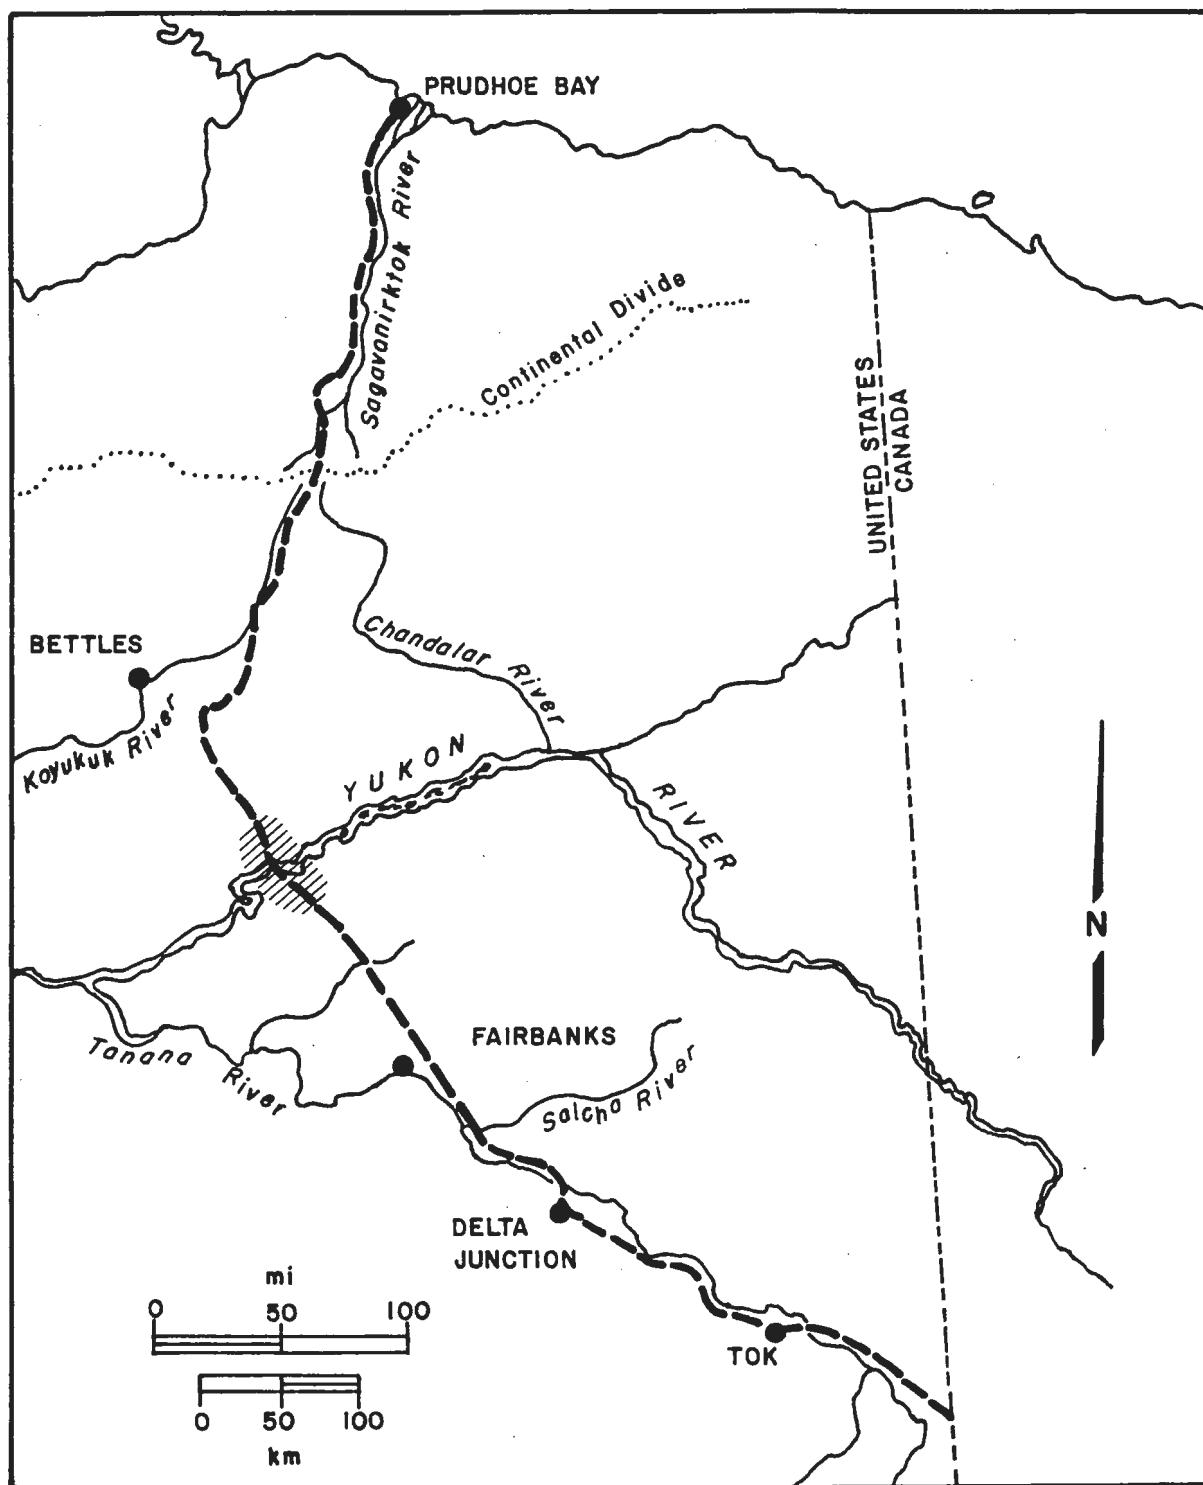 PRUDHOE BAY
Sagavanirktok River
Continental Divide
UNITED STATES
CANADA
BETTLES
Chandalar River
Koyukuk River
YUKON
RIVER
N
FAIRBANKS
Tanana River
Salcha River
DELTA
JUNCTION
mi
0 50 100
TOK
0 50 100
km